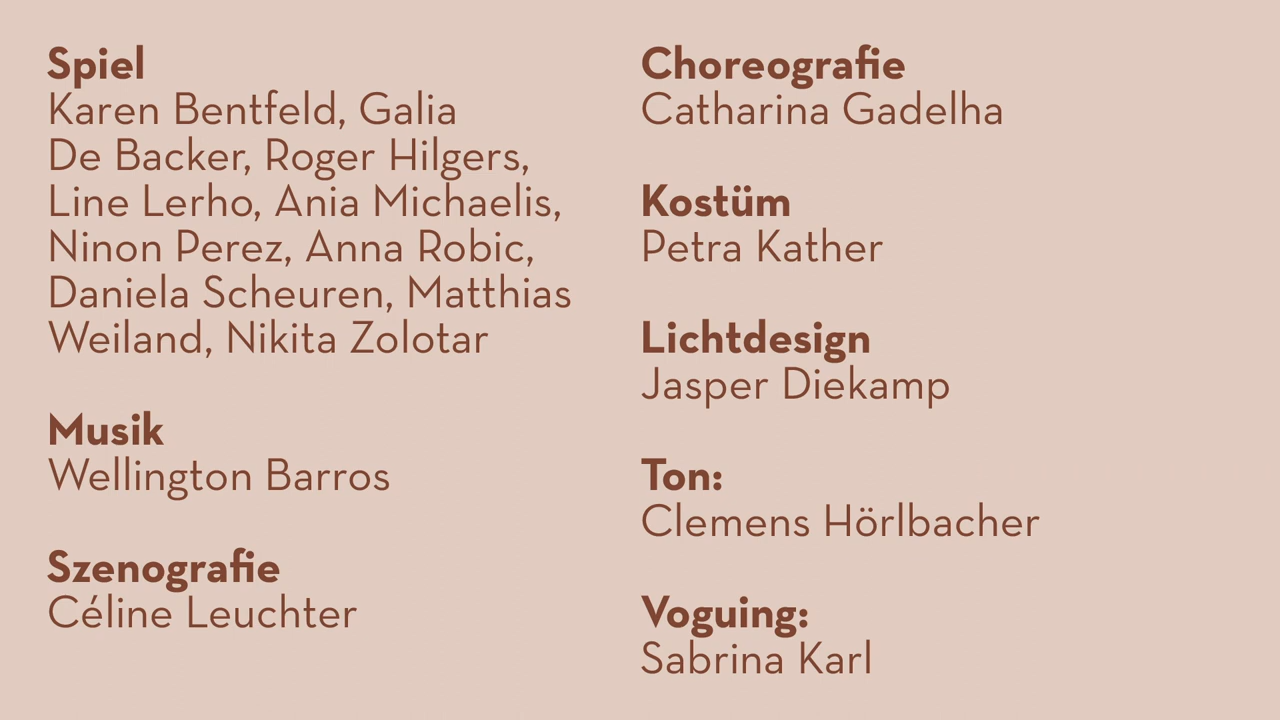 Spiel
Karen Bentfeld, Galia
De Backer, Roger Hilgers,
Line Lerho, Ania Michaelis,
Ninon Perez, Anna Robic,
Daniela Scheuren, Matthias
Weiland, Nikita Zolotar
Musik
Wellington Barros
Szenografie
Céline Leuchter
Choreografie
Catharina Gadelha
Kostüm
Petra Kather
Lichtdesign
Jasper Diekamp
Ton:
Clemens Hörlbacher
Voguing:
Sabrina Karl